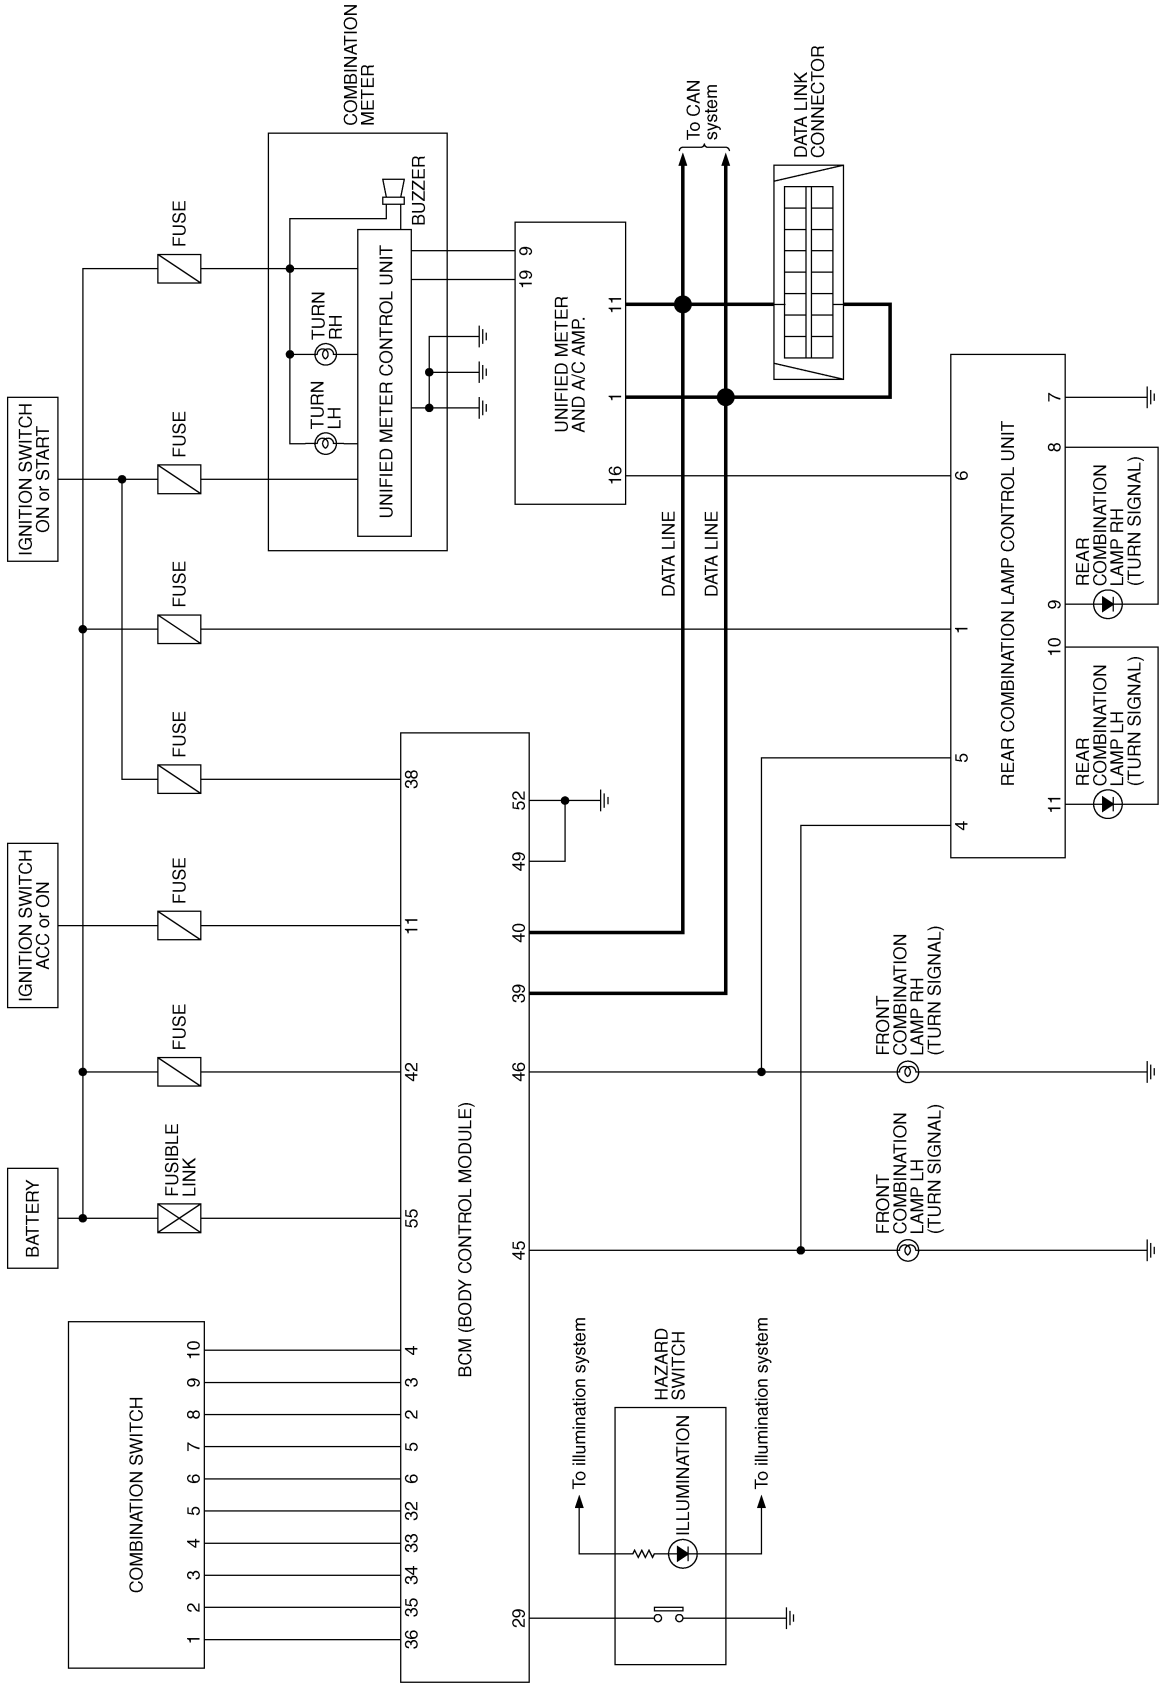 BATTERY
IGNITION SWITCH
ACC or ON
IGNITION SWITCH
ON or START
FUSIBLE
LINK
FUSE
FUSE
FUSE
FUSE
FUSE
FUSE
COMBINATION
METER
TURN
LH
TURN
RH
BUZZER
UNIFIED METER CONTROL UNIT
COMBINATION SWITCH
1 2 3 4 5 6 7 8 9 10
36 35 34 33 32 6 5 2 3 4 55 42 11 38
BCM (BODY CONTROL MODULE)
29 45 46 39 40 49 52
19 9
UNIFIED METER
AND A/C AMP.
16 1 11
DATA LINE
DATA LINE
To CAN
system
DATA LINK
CONNECTOR
To illumination system
HAZARD
SWITCH
ILLUMINATION
To illumination system
FRONT
COMBINATION
LAMP LH
(TURN SIGNAL)
FRONT
COMBINATION
LAMP RH
(TURN SIGNAL)
4 5 1 6
REAR COMBINATION LAMP CONTROL UNIT
11 10 9 8 7
REAR
COMBINATION
LAMP LH
(TURN SIGNAL)
REAR
COMBINATION
LAMP RH
(TURN SIGNAL)